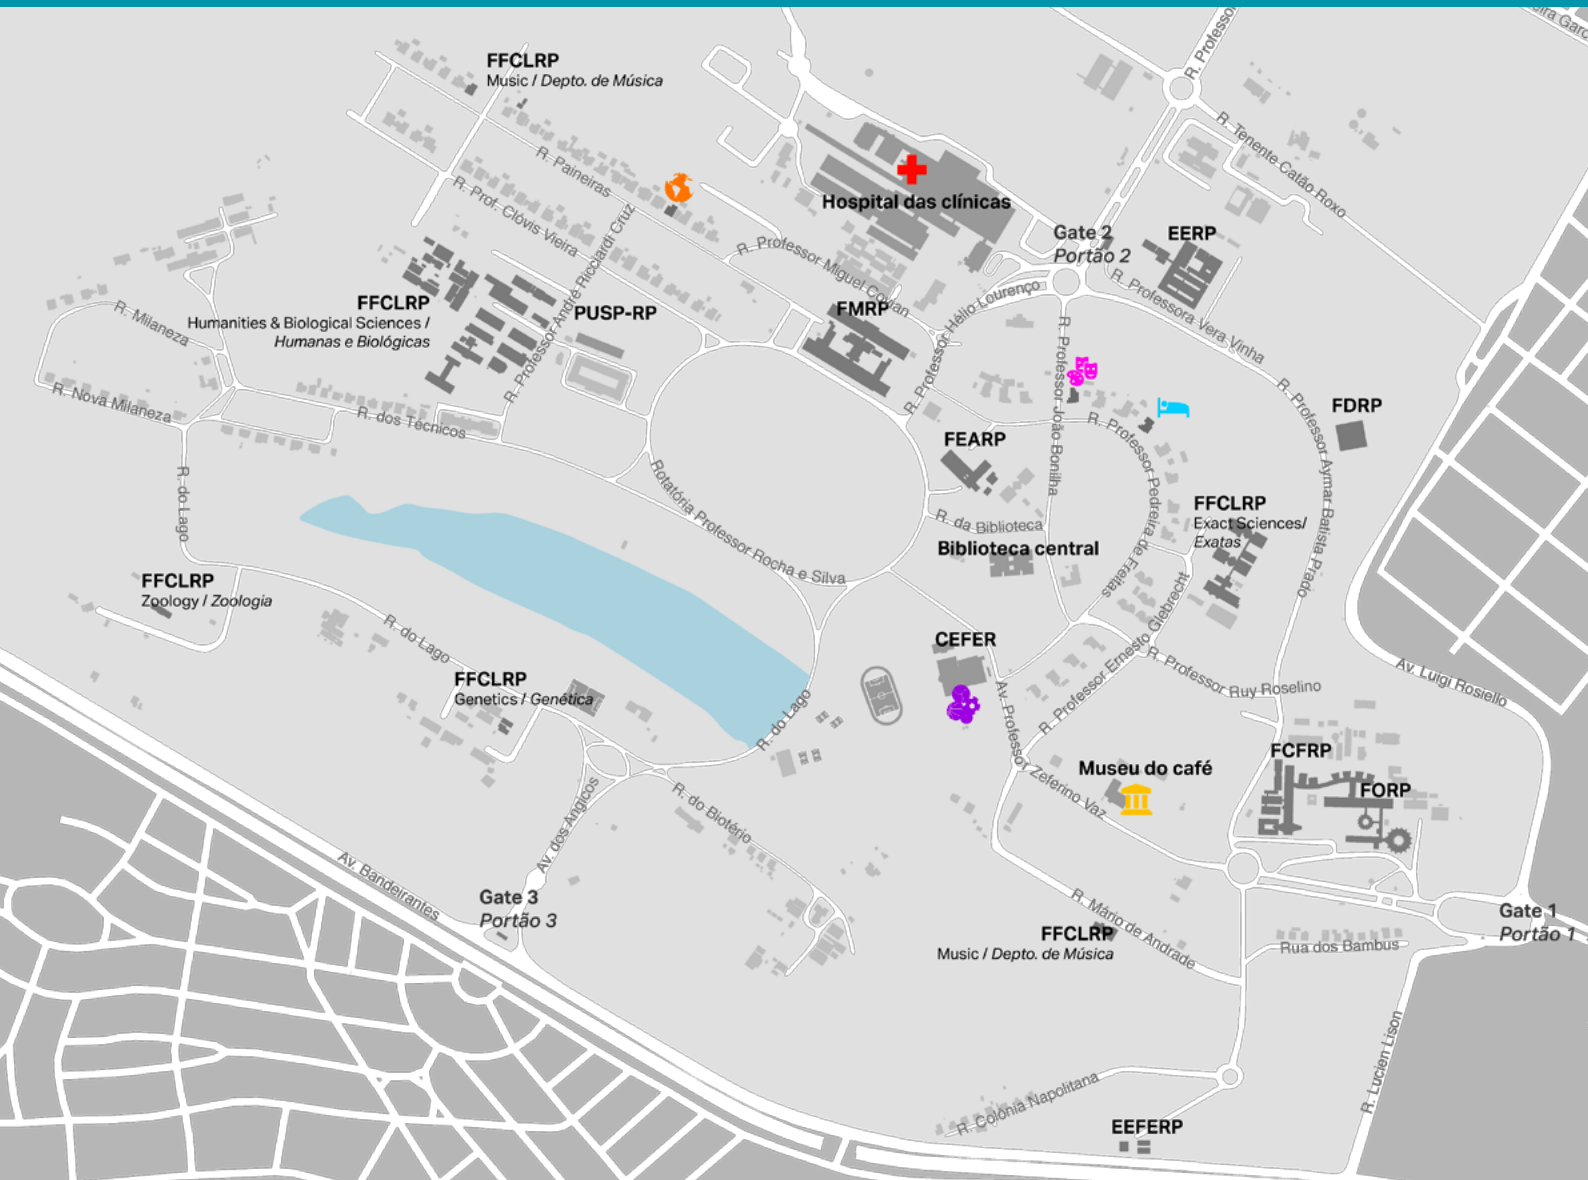 R. Professor
eira Garc
FFCLRP
Music / Depto. de Música
R. Tenente Catão Roxo
R. Paineiras
R. Prof. Clóvis Vieira
Hospital das clínicas
Gate 2
Portão 2
EERP
R. Professor Miguel Covian
R. Professor André Ricciardi Cruz
R. Professor Hélio Lourenço
R. Professora Vera Vinha
FFCLRP
Humanities & Biological Sciences /
Humanas e Biológicas
PUSP-RP
FMRP
R. Milaneza
R. Nova Milaneza
R. dos Técnicos
R. Professor João Bonilha
R. Professor Aymar Batista Prado
FDRP
R. Professor Pedreira de Freitas
FEARP
R. do Lago
Rotatória Professor Rocha e Silva
R. da Biblioteca
Biblioteca central
FFCLRP
Exact Sciences/
Exatas
FFCLRP
Zoology / Zoologia
R. do Lago
CEFER
R. Professor Ernesto Giebrecht
R. Professor Ruy Roselino
Av. Luigi Rosiello
FFCLRP
Genetics / Genética
R. do Lago
Av. Professor Zeferino Vaz
Museu do café
FCFRP
FORP
R. do Biotério
Av. dos Angicos
Av. Bandeirantes
Gate 3
Portão 3
R. Mário de Andrade
FFCLRP
Music / Depto. de Música
Gate 1
Portão 1
Rua dos Bambus
R. Lucien Lison
R. Colônia Napolitana
EEFERP